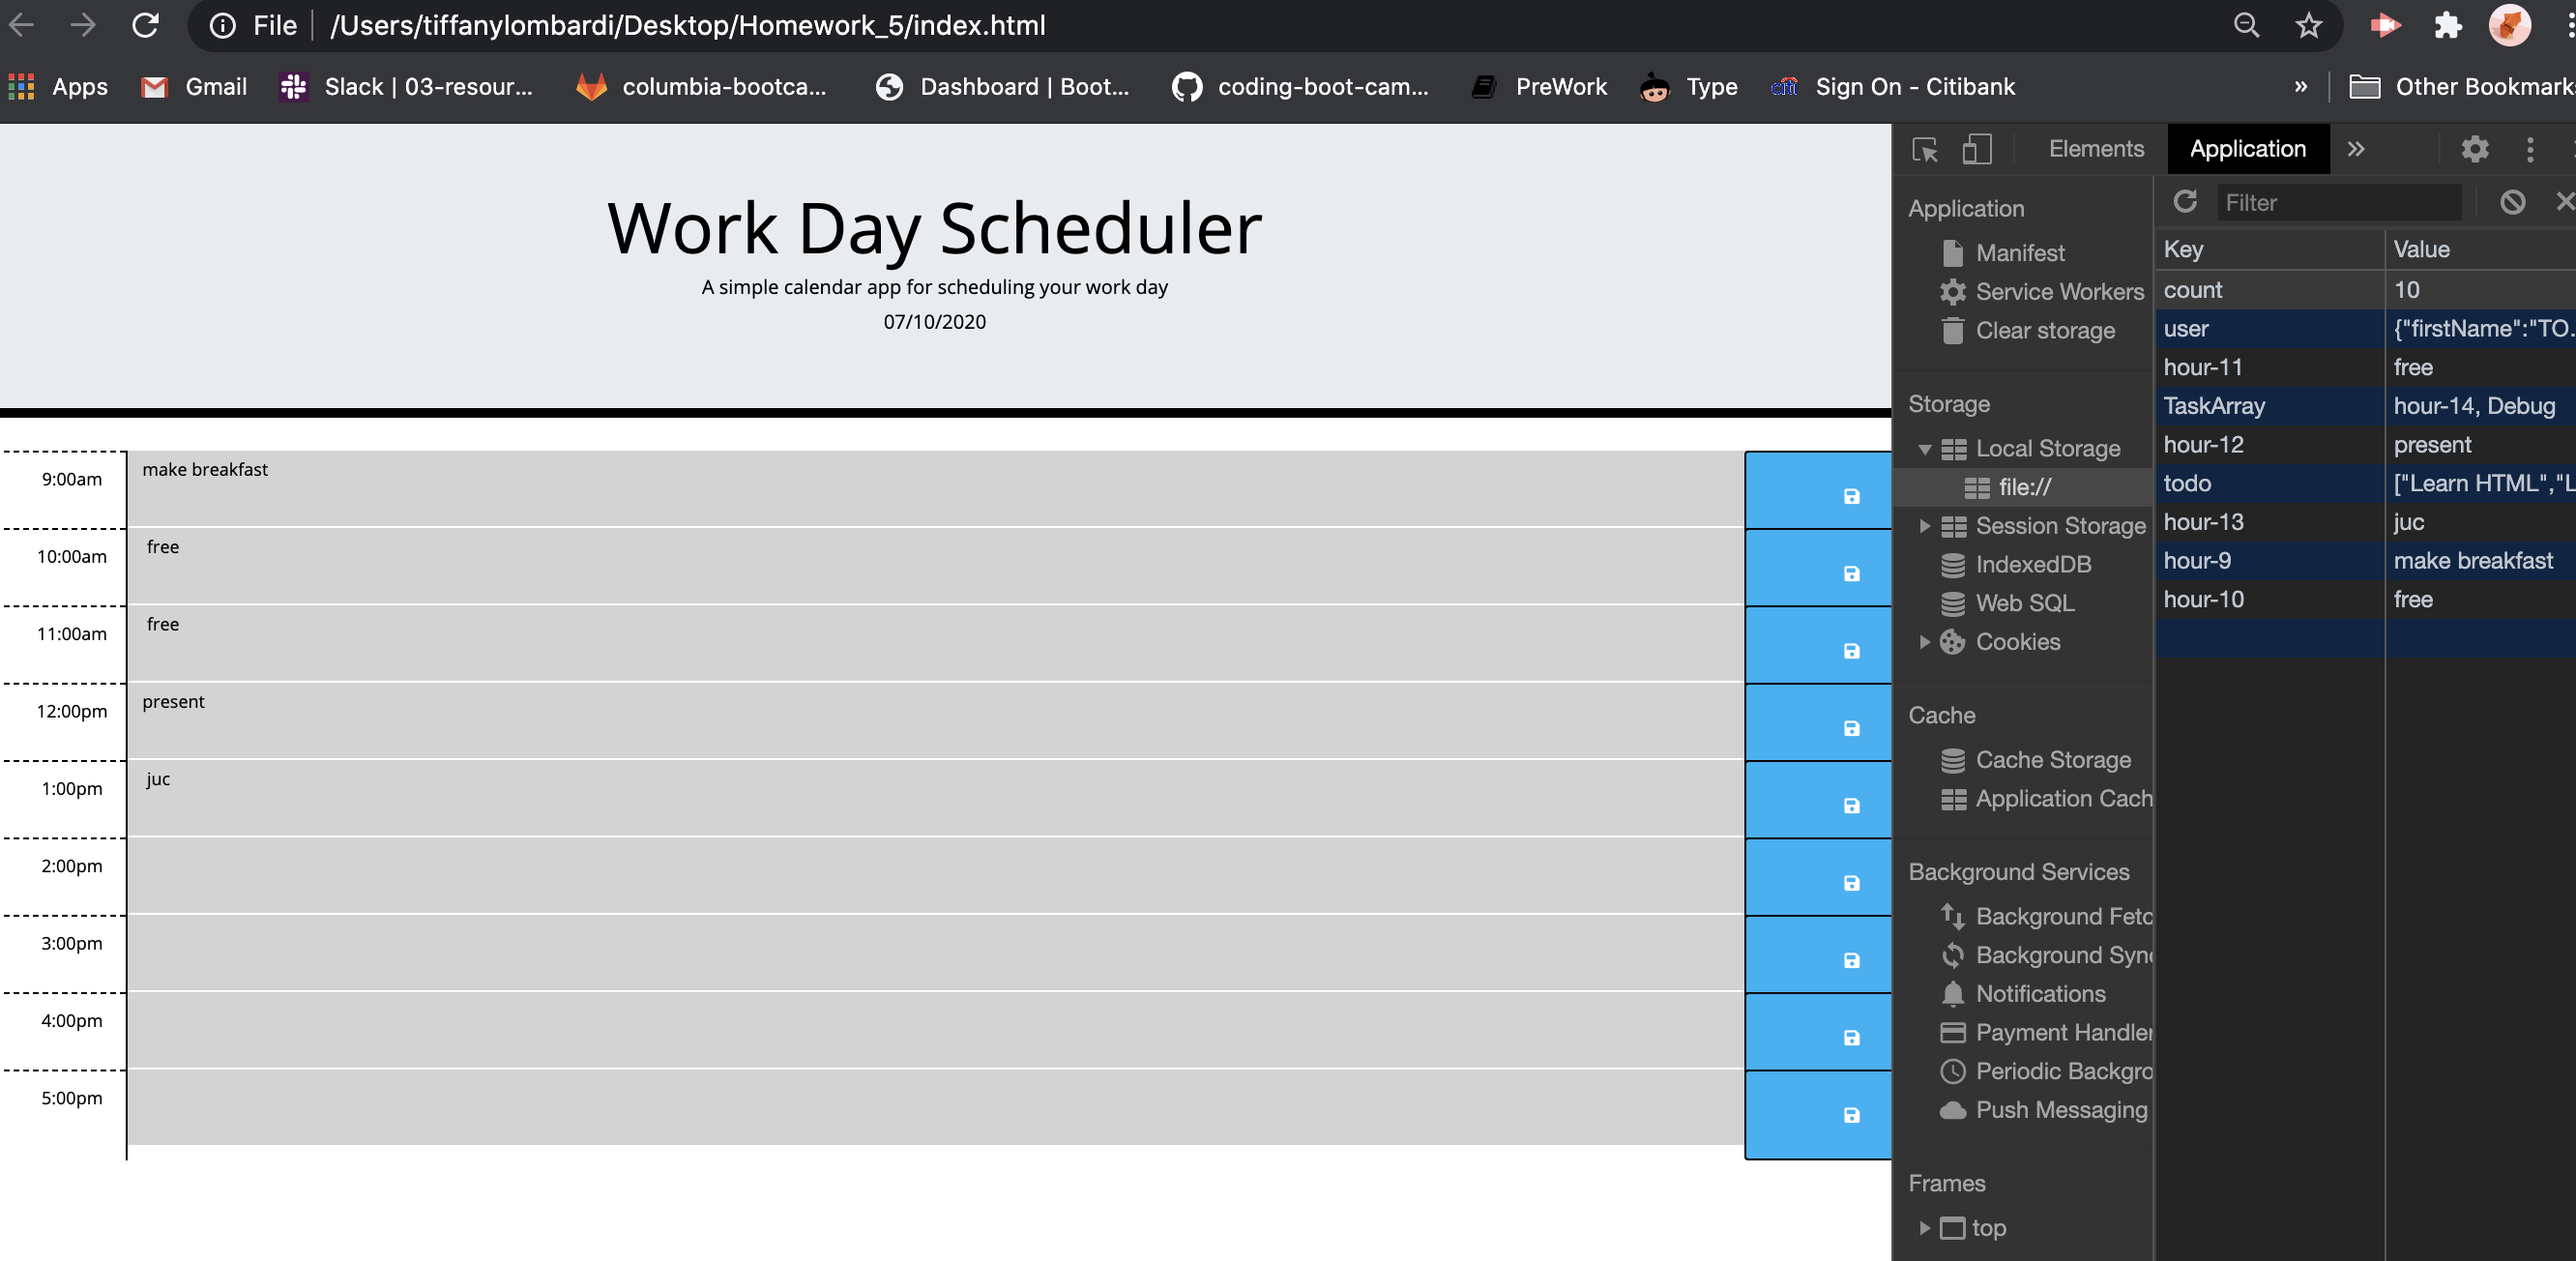 File /Users/tiffanylombardi/Desktop/Homework_5/index.html
Apps Gmail Slack | 03-resour... columbia-bootca... Dashboard | Boot... coding-boot-cam... PreWork Type citi Sign On - Citibank » Other Bookmark
Work Day Scheduler
A simple calendar app for scheduling your work day
07/10/2020
9:00am make breakfast
10:00am free
11:00am free
12:00pm present
1:00pm juc
2:00pm
3:00pm
4:00pm
5:00pm
Elements Application »
Application
Manifest
Service Workers
Clear storage
Storage
Local Storage
file://
Session Storage
IndexedDB
Web SQL
Cookies
Cache
Cache Storage
Application Cach
Background Services
Background Fetc
Background Sync
Notifications
Payment Handler
Periodic Backgro
Push Messaging
Frames
top
Filter
Key Value
count 10
user {"firstName":"TO...
hour-11 free
TaskArray hour-14, Debug
hour-12 present
todo ["Learn HTML","L
hour-13 juc
hour-9 make breakfast
hour-10 free